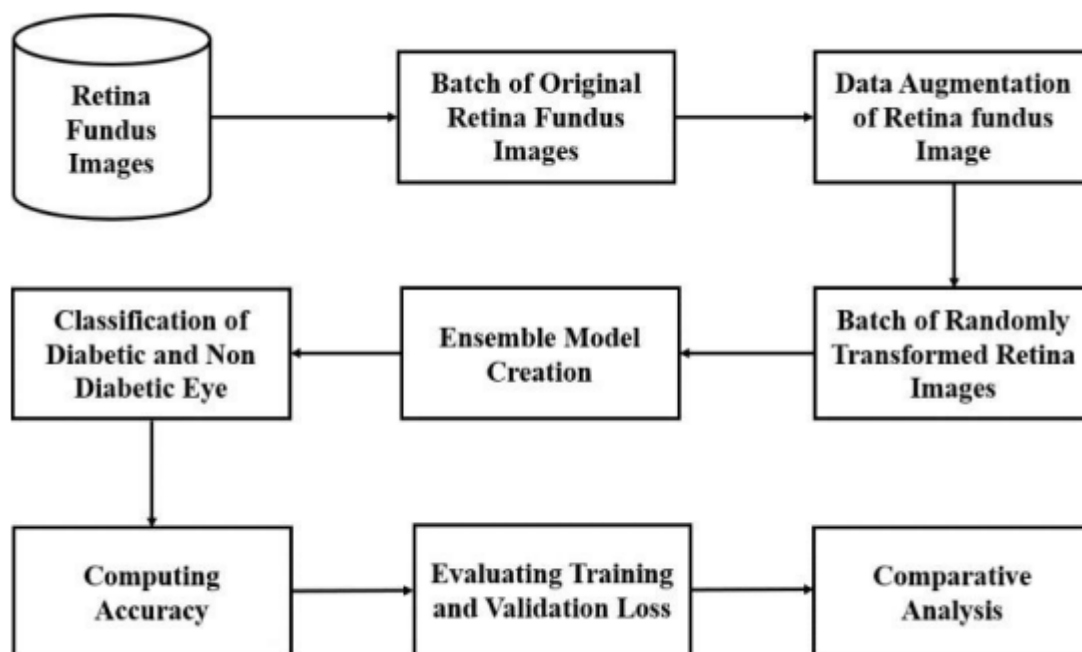 Retina
Fundus
Images
Batch of Original
Retina Fundus
Images
Data Augmentation
of Retina fundus
Image
Batch of Randomly
Transformed Retina
Images
Ensemble Model
Creation
Classification of
Diabetic and Non
Diabetic Eye
Computing
Accuracy
Evaluating Training
and Validation Loss
Comparative
Analysis